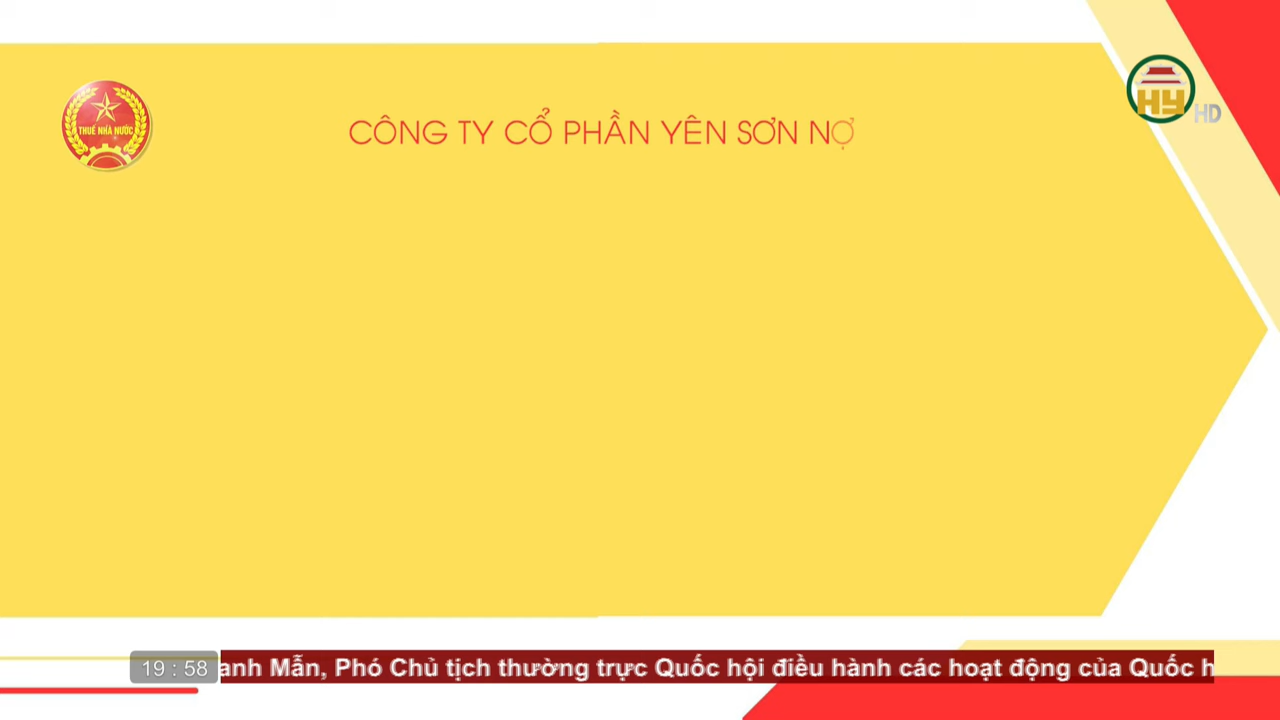 CÔNG TY CỔ PHẦN YÊN SƠN NỢ
THUẾ NHÀ NƯỚC
HY HD
19 : 58
anh Mẫn, Phó Chủ tịch thường trực Quốc hội điều hành các hoạt động của Quốc h